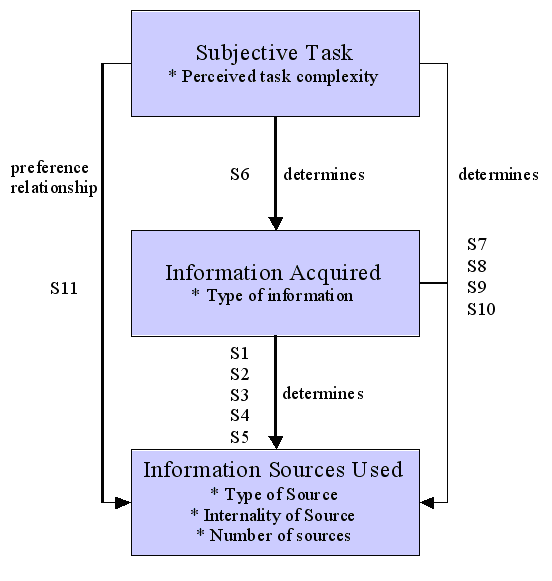 Subjective Task
* Perceived task complexity
preference
relationship
S6
determines
determines
S7
S8
S9
S10
Information Acquired
* Type of information
S11
S1
S2
S3
S4
S5
determines
Information Sources Used
* Type of Source
* Internality of Source
* Number of sources